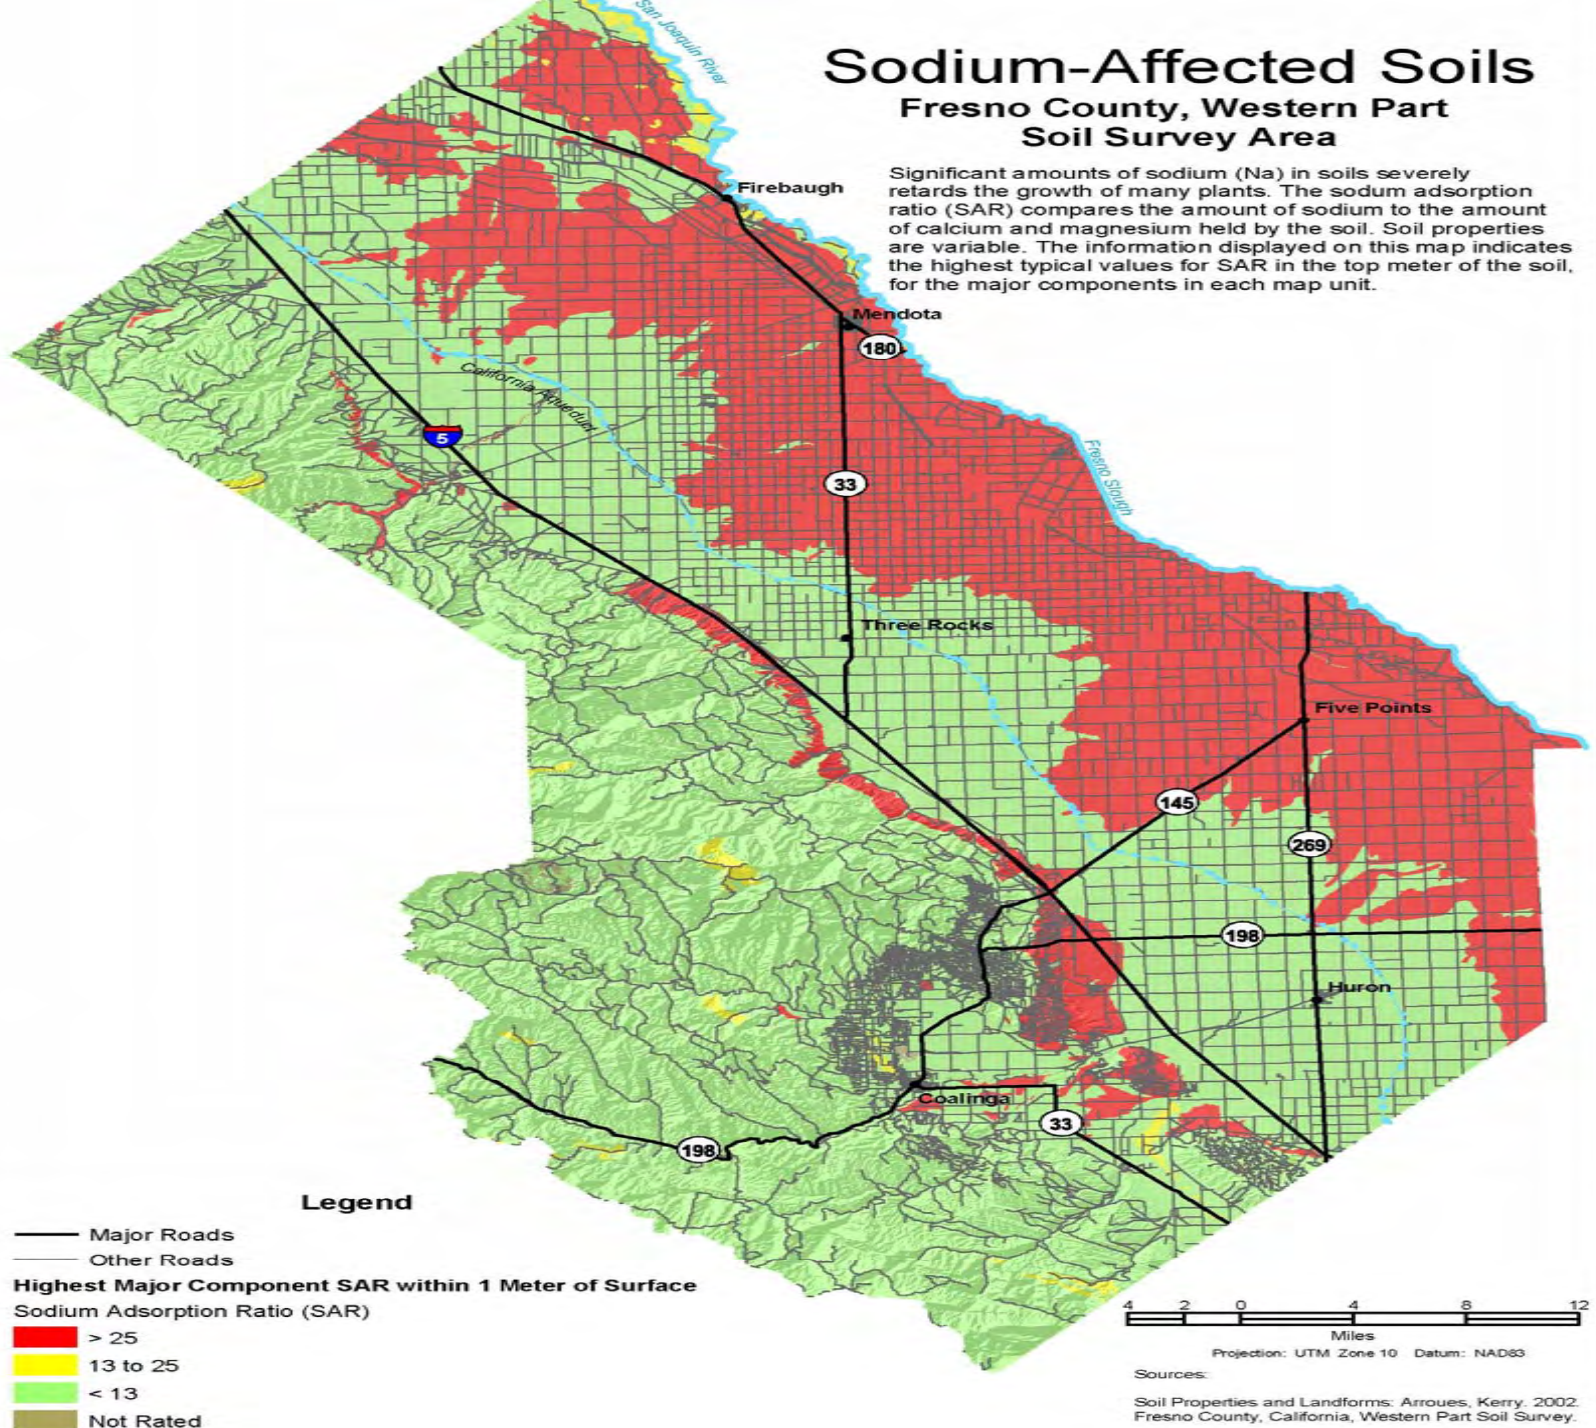 San Joaquin River
Sodium-Affected Soils
Fresno County, Western Part
Soil Survey Area
Significant amounts of sodium (Na) in soils severely
retards the growth of many plants. The sodum adsorption
ratio (SAR) compares the amount of sodium to the amount
of calcium and magnesium held by the soil. Soil properties
are variable. The information displayed on this map indicates
the highest typical values for SAR in the top meter of the soil,
for the major components in each map unit.
Firebaugh
Mendota
180
California Aqueduct
5
33
Fresno Slough
Three Rocks
Five Points
145
269
198
Huron
Coalinga
33
198
Legend
Major Roads
Other Roads
Highest Major Component SAR within 1 Meter of Surface
Sodium Adsorption Ratio (SAR)
> 25
13 to 25
< 13
Not Rated
4 2 0 4 8 12
Miles
Projection: UTM Zone 10 Datum: NAD83
Sources:
Soil Properties and Landforms: Arroues, Kerry. 2002.
Fresno County, California, Western Part Soil Survey.